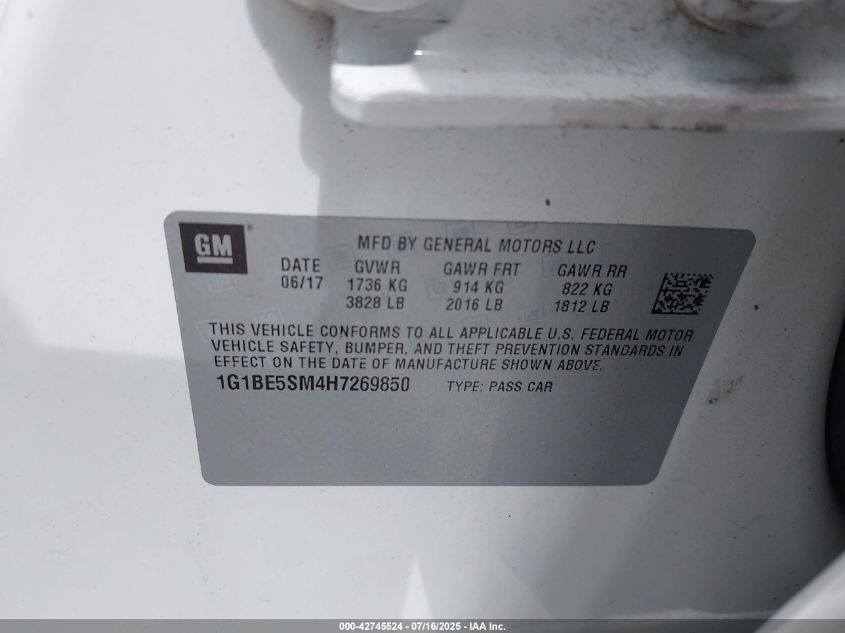 GM ®
MFD BY GENERAL MOTORS LLC
DATE GVWR GAWR FRT GAWR RR
06/17 1736 KG 914 KG 822 KG
3828 LB 2016 LB 1812 LB
THIS VEHICLE CONFORMS TO ALL APPLICABLE U.S. FEDERAL MOTOR
VEHICLE SAFETY, BUMPER, AND THEFT PREVENTION STANDARDS IN
EFFECT ON THE DATE OF MANUFACTURE SHOWN ABOVE.
1G1BE5SM4H7269850 TYPE: PASS CAR
000-42745524 - 07/16/2025 - IAA Inc.